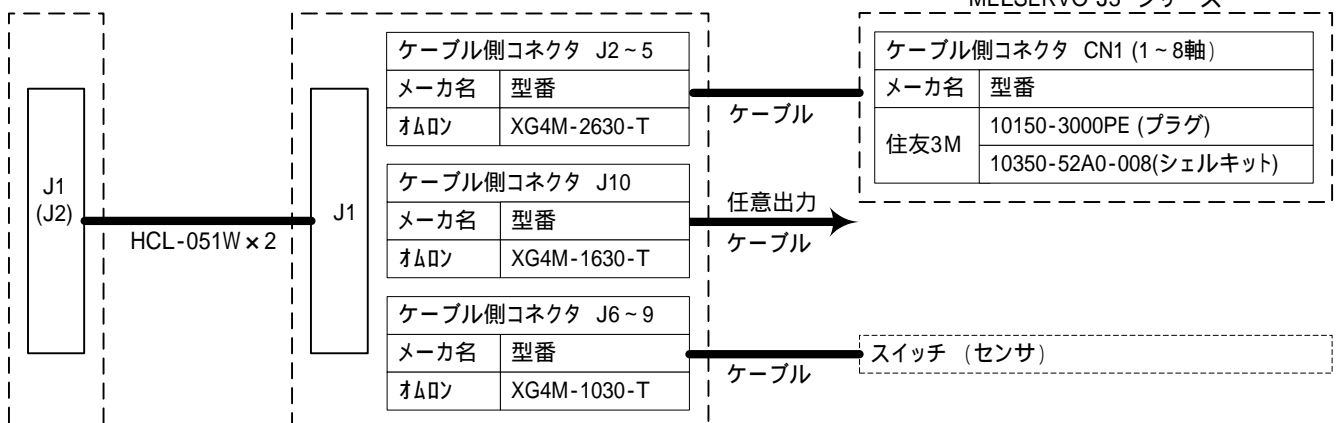 MELSERVO-J3 シリーズ
J1
(J2)
HCL-051W×2
J1
ケーブル側コネクタ J2~5
メーカ名 型番
オムロン XG4M-2630-T
ケーブル側コネクタ J10
メーカ名 型番
オムロン XG4M-1630-T
ケーブル側コネクタ J6~9
メーカ名 型番
オムロン XG4M-1030-T
ケーブル
任意出力
ケーブル
ケーブル
ケーブル側コネクタ CN1 (1~8軸)
メーカ名 型番
住友3M 10150-3000PE (プラグ)
10350-52A0-008(シェルキット)
スイッチ (センサ)